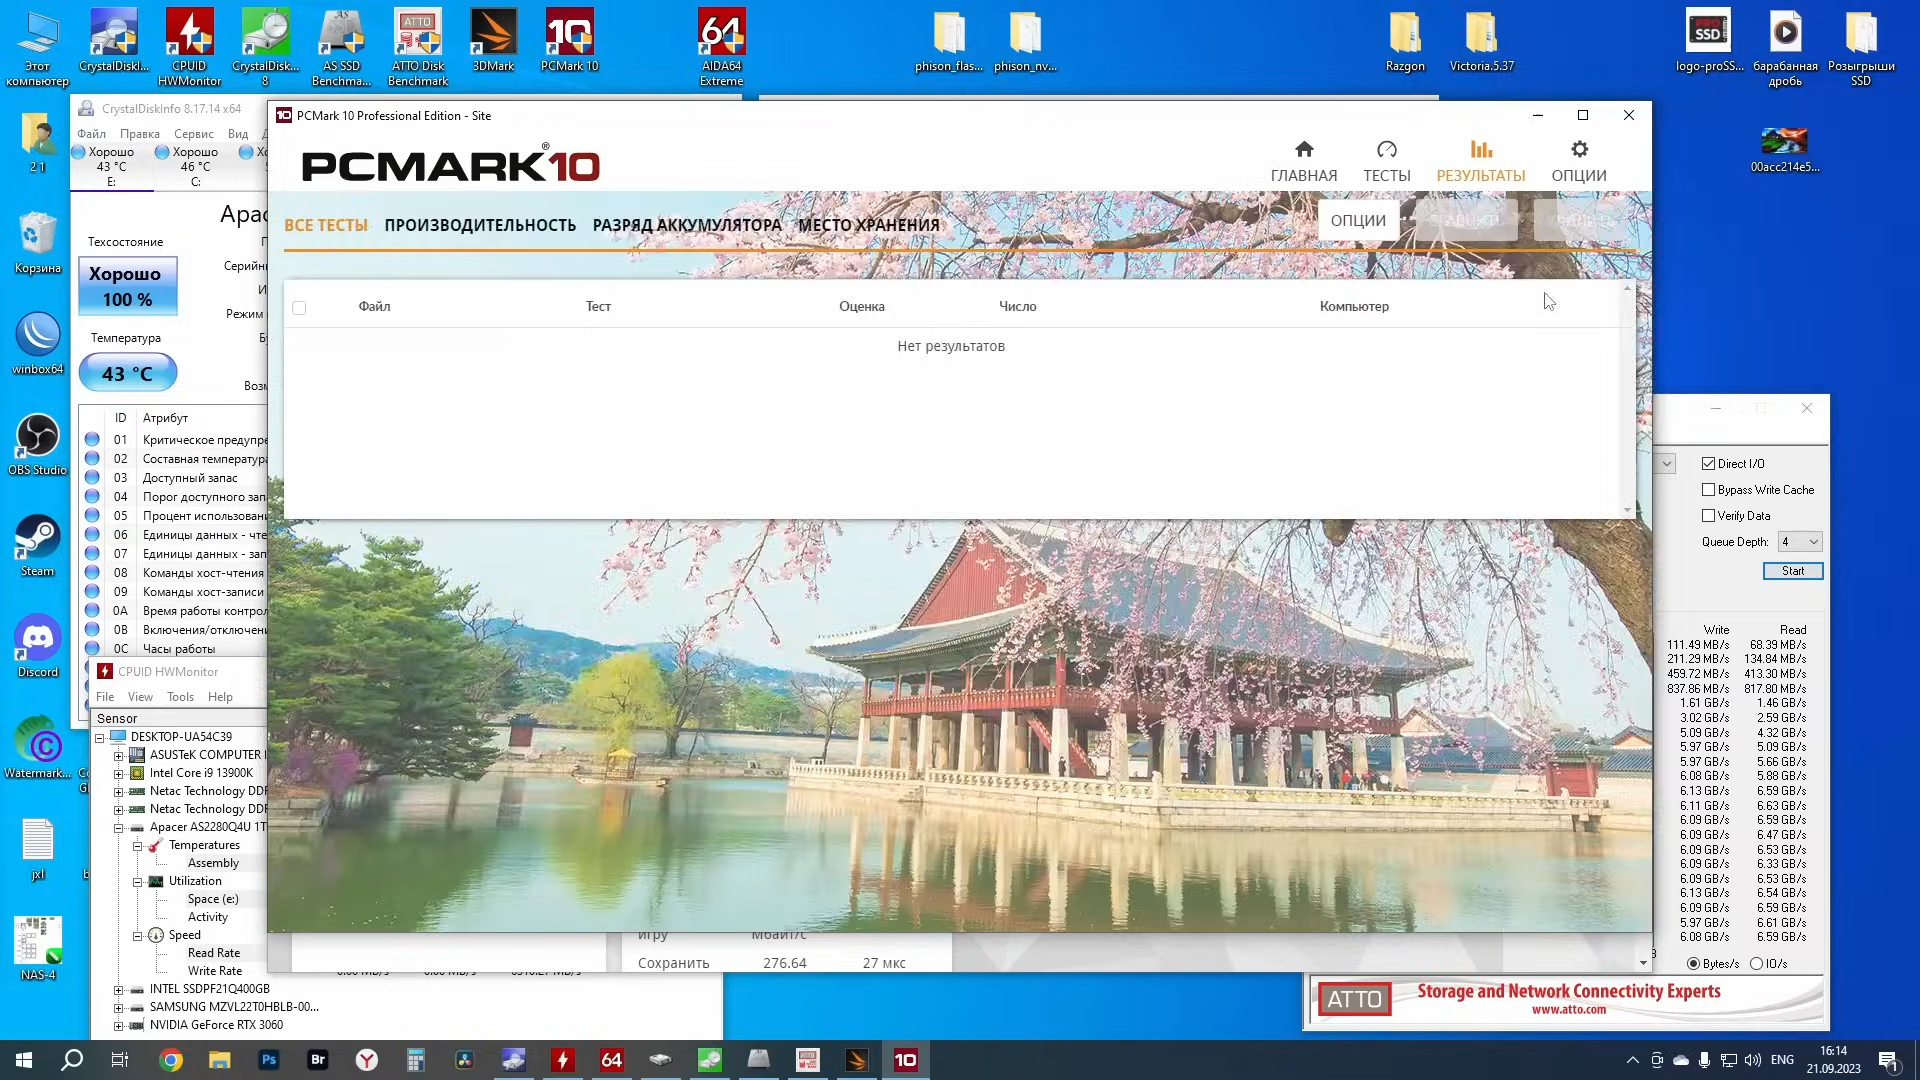 Этот компьютер
CrystalDiskI...
CPUID HWMonitor
CrystalDisk... 8
AS SSD Benchma...
ATTO Disk Benchmark
3DMark
PCMark 10
AIDA64 Extreme
phison_flas...
phison_nv...
Razgon
Victoria.5.37
logo-proSS...
барабанная дробь
Розыгрыши SSD
00acc214e5...
2 1
Корзина
winbox64
OBS Studio
Steam
Discord
Watermark...
jxl
NAS-4
CrystalDiskInfo 8.17.14 x64
Файл Правка Сервис Вид
Хорошо 43 °C E:
Хорошо 46 °C C:
Apac
Техсостояние
Хорошо
100 %
Серийн
Режим
Температура
43 °C
ID Атрибут
01 Критическое предупре
02 Составная температура
03 Доступный запас
04 Порог доступного зап
05 Процент использовани
06 Единицы данных - чте
07 Единицы данных - зап
08 Команды хост-чтения
09 Команды хост-записи
0A Время работы контрол
0B Включения/отключени
0C Часы работы
CPUID HWMonitor
File View Tools Help
Sensor
DESKTOP-UA54C39
ASUSTeK COMPUTER
Intel Core i9 13900K
Netac Technology DDR
Netac Technology DDR
Apacer AS2280Q4U 1T
Temperatures
Assembly
Utilization
Space (e:)
Activity
Speed
Read Rate
Write Rate
INTEL SSDPF21Q400GB
SAMSUNG MZVL22T0HBLB-00...
NVIDIA GeForce RTX 3060
PCMark 10 Professional Edition - Site
PCMARK®10
ГЛАВНАЯ ТЕСТЫ РЕЗУЛЬТАТЫ ОПЦИИ
ВСЕ ТЕСТЫ ПРОИЗВОДИТЕЛЬНОСТЬ РАЗРЯД АККУМУЛЯТОРА МЕСТО ХРАНЕНИЯ
ОПЦИИ
Файл Тест Оценка Число Компьютер
Нет результатов
игру Мбайт/с
Сохранить 276.64 27 мкс
Direct I/O
Bypass Write Cache
Verify Data
Queue Depth: 4
Start
Write Read
111.49 MB/s 68.39 MB/s
211.29 MB/s 134.84 MB/s
459.72 MB/s 413.30 MB/s
837.86 MB/s 817.80 MB/s
1.61 GB/s 1.46 GB/s
3.02 GB/s 2.59 GB/s
5.09 GB/s 4.32 GB/s
5.97 GB/s 5.09 GB/s
5.97 GB/s 5.66 GB/s
6.08 GB/s 5.88 GB/s
6.13 GB/s 6.59 GB/s
6.11 GB/s 6.63 GB/s
6.09 GB/s 6.59 GB/s
6.09 GB/s 6.47 GB/s
6.09 GB/s 6.53 GB/s
6.09 GB/s 6.33 GB/s
6.09 GB/s 6.53 GB/s
6.13 GB/s 6.54 GB/s
6.09 GB/s 6.59 GB/s
5.97 GB/s 6.61 GB/s
6.08 GB/s 6.59 GB/s
Bytes/s IO/s
ATTO Storage and Network Connectivity Experts
www.atto.com
ENG
16:14
21.09.2023